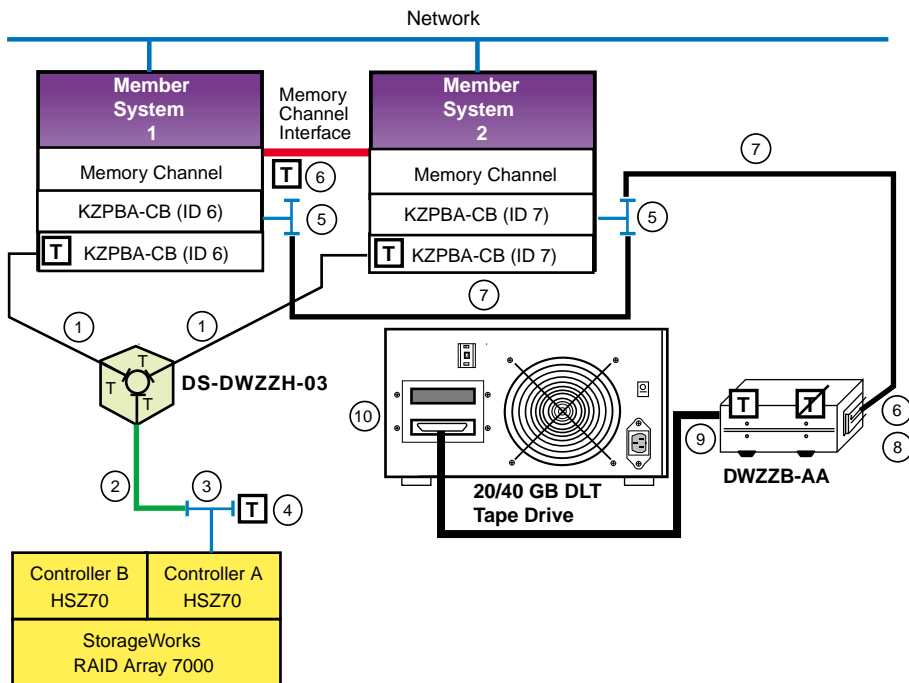 Network
Member
System
1
Memory
Channel
Interface
Member
System
2
Memory Channel
T
6
Memory Channel
7
KZPBA-CB (ID 6)
5
KZPBA-CB (ID 7)
5
T
KZPBA-CB (ID 6)
T
KZPBA-CB (ID 7)
7
1
1
T
T
T
DS-DWZZH-03
10
T
T
6
9
8
DWZZB-AA
2
3
T
4
20/40 GB DLT
Tape Drive
Controller B
HSZ70
Controller A
HSZ70
StorageWorks
RAID Array 7000